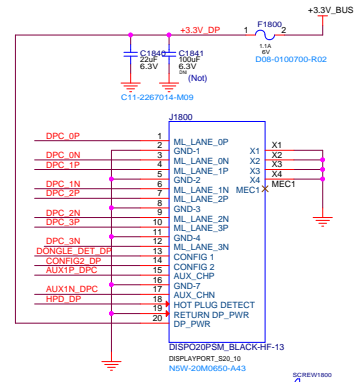 +3.3V_BUS
+3.3V_DP
F1800
1 2
1.1A
6V
D08-0100700-R02
C1840
22uF
6.3V
C1841
100uF
6.3V
DNI
(Not)
C11-2267014-M09
J1800
DPC_0P 1 ML_LANE_0P
2 GND-1 X1 X1
DPC_0N 3 ML_LANE_0N X2 X2
DPC_1P 4 ML_LANE_1P X3 X3
5 GND-2 X4 X4
DPC_1N 6 ML_LANE_1N MEC1 MEC1
DPC_2P 7 ML_LANE_2P
8 GND-3
DPC_2N 9 ML_LANE_2N
DPC_3P 10 ML_LANE_3P
11 GND-4
DPC_3N 12 ML_LANE_3N
DONGLE_DET_DP 13 CONFIG 1
CONFIG2_DP 14 CONFIG 2
AUX1P_DPC 15 AUX_CHP
16 GND-7
AUX1N_DPC 17 AUX_CHN
HPD_DP 18 HOT PLUG DETECT
19 RETURN DP_PWR
20 DP_PWR
DISPO20PSM_BLACK-HF-13
DISPLAYPORT_S20_10
N5W-20M0650-A43
SCREW1800